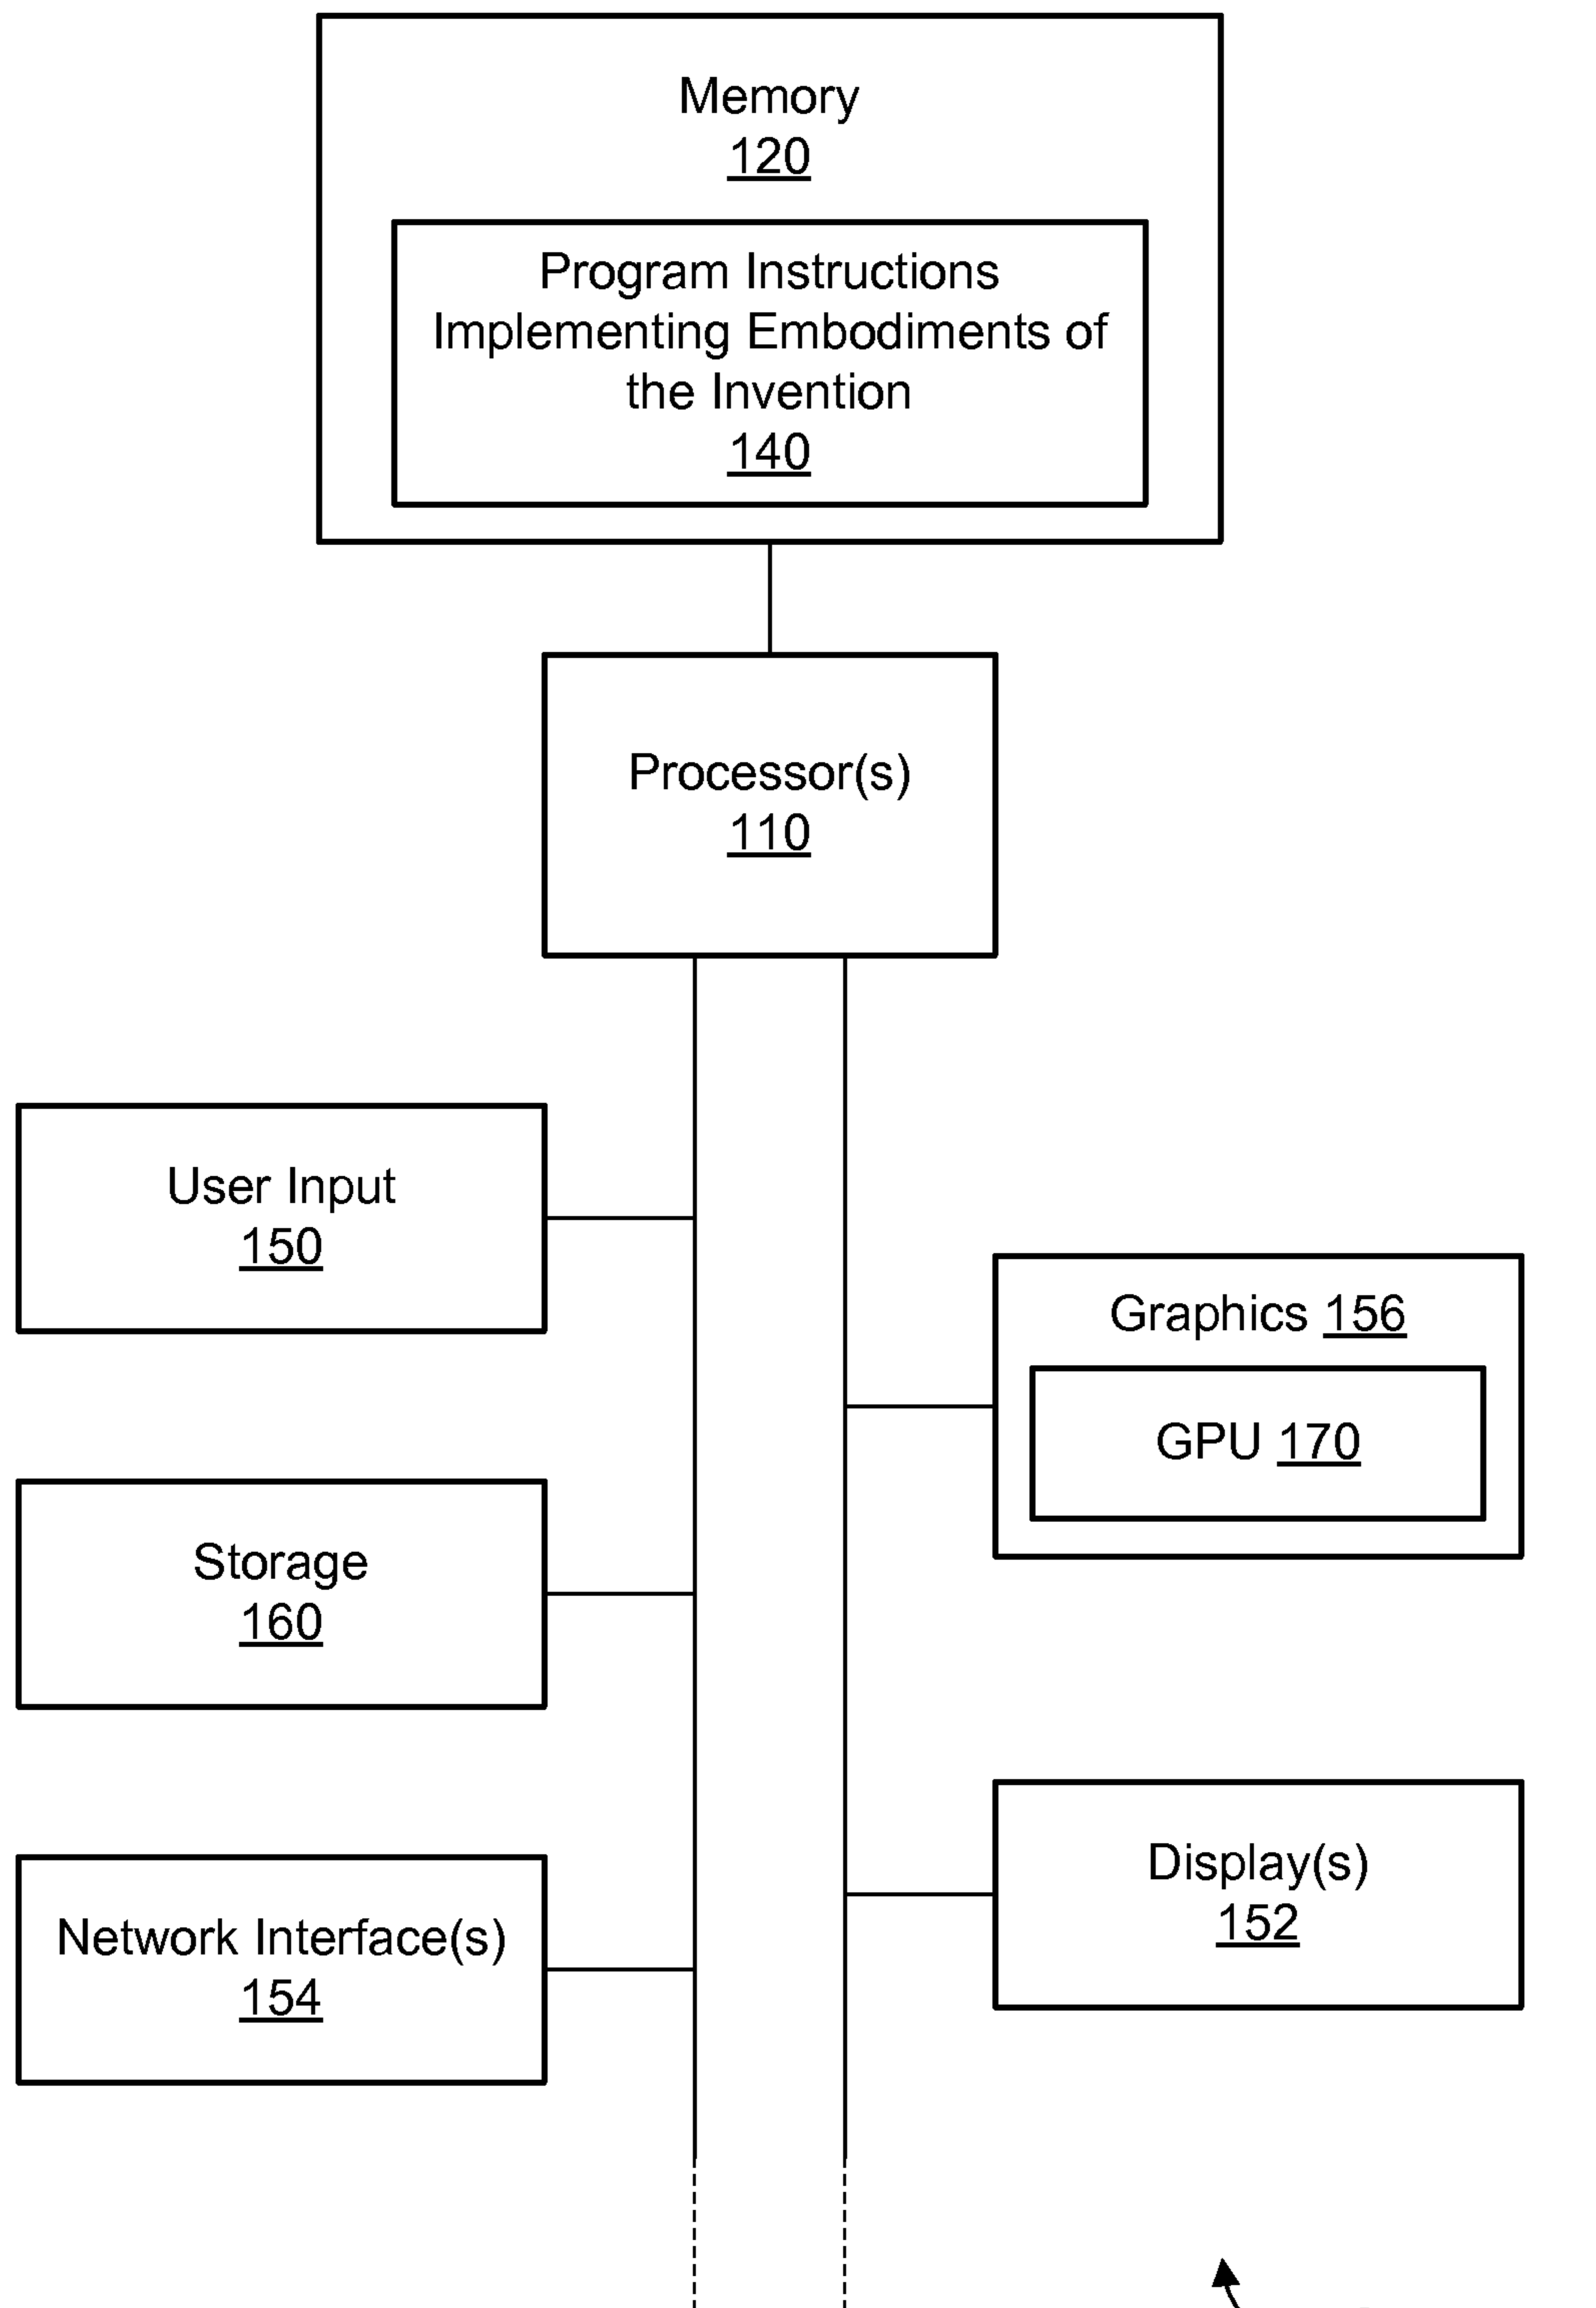 Memory
120
Program Instructions
Implementing Embodiments of
the Invention
140
Processor(s)
110
User Input
150
Graphics 156
GPU 170
Storage
160
Display(s)
152
Network Interface(s)
154